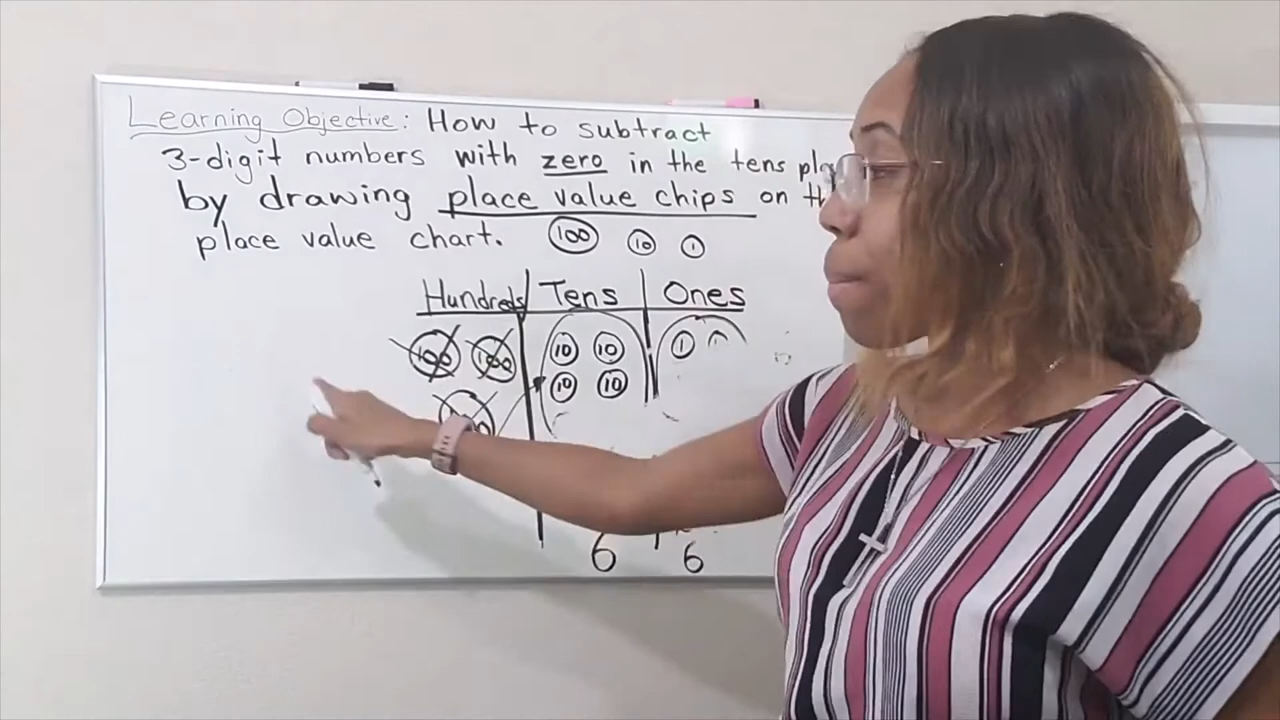 Learning Objective: How to subtract
3-digit numbers with zero in the tens
by drawing place value chips on
place value chart. 100 10 1
Hundreds Tens Ones
100 100 10 10 1
10 10
6 6